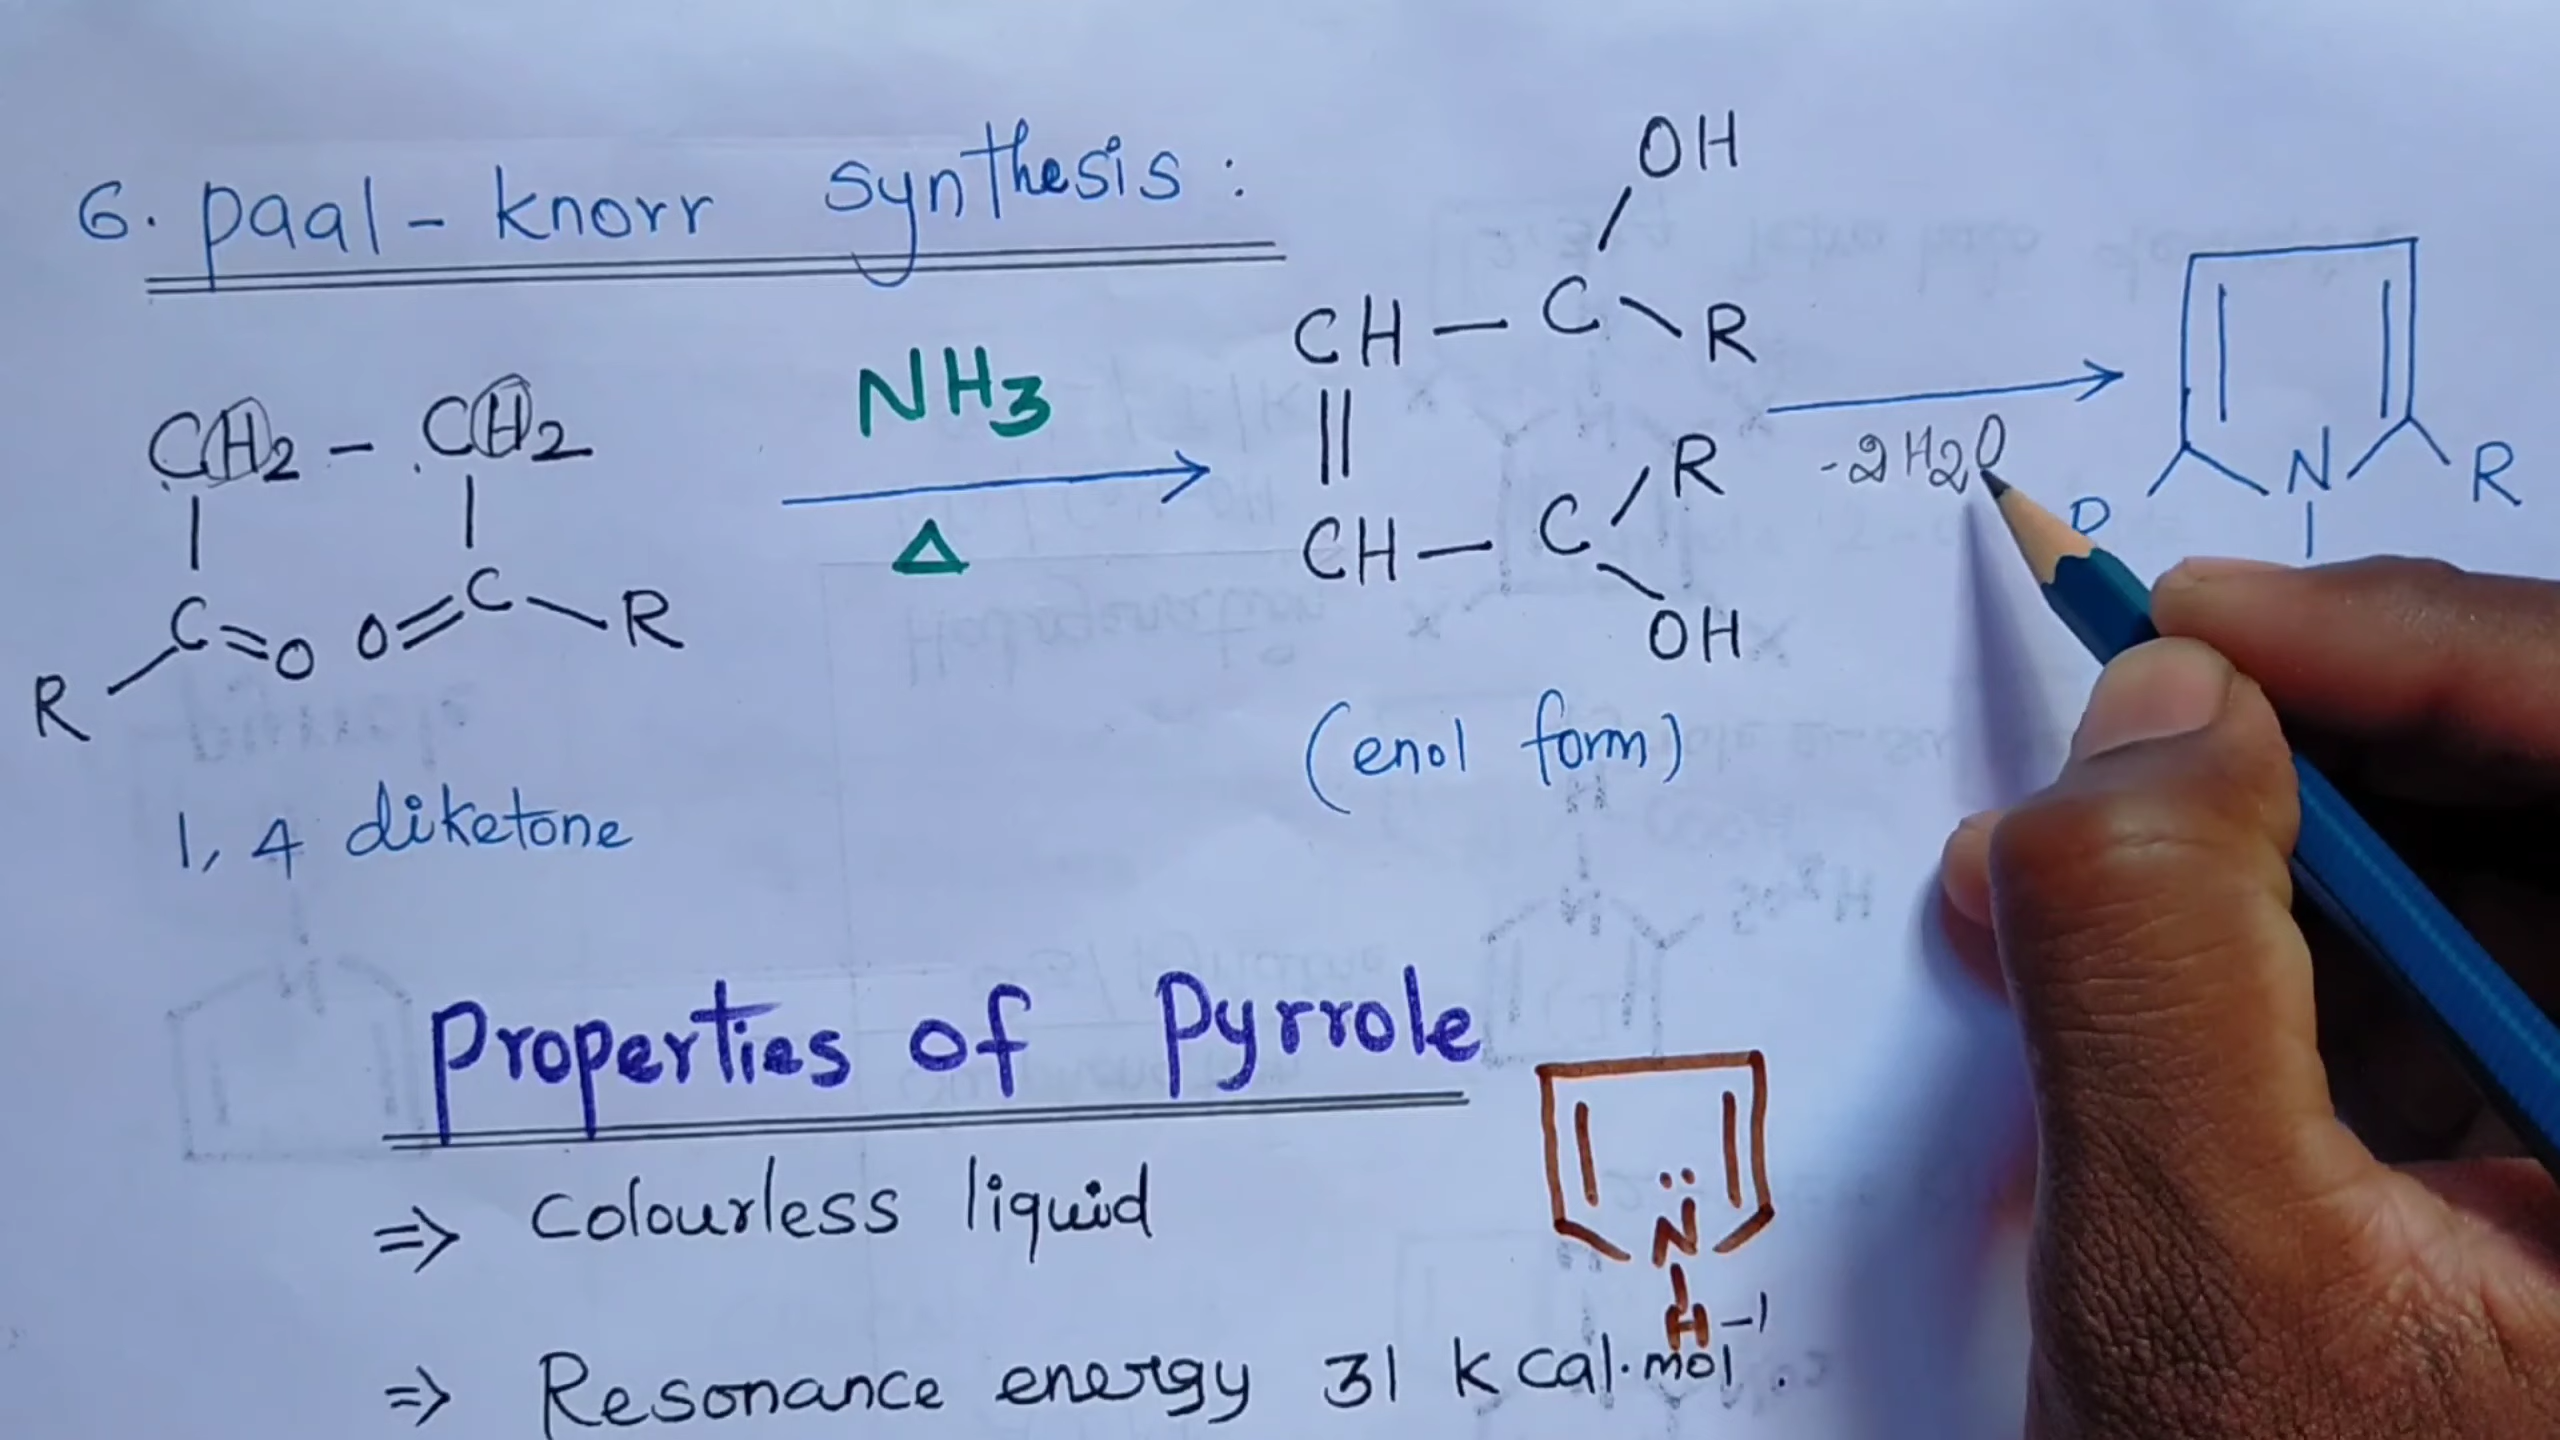 6. paal - knorr synthesis:
CH2 - CH2
C=O O=C R
R
1, 4 diketone
NH3
Δ
OH
CH - C R
||
CH - C R
OH
(enol form)
-2H2O
N
R
Properties of Pyrrole
⇒ Colourless liquid
N
H
⇒ Resonance energy 31 kcal.mol-1.